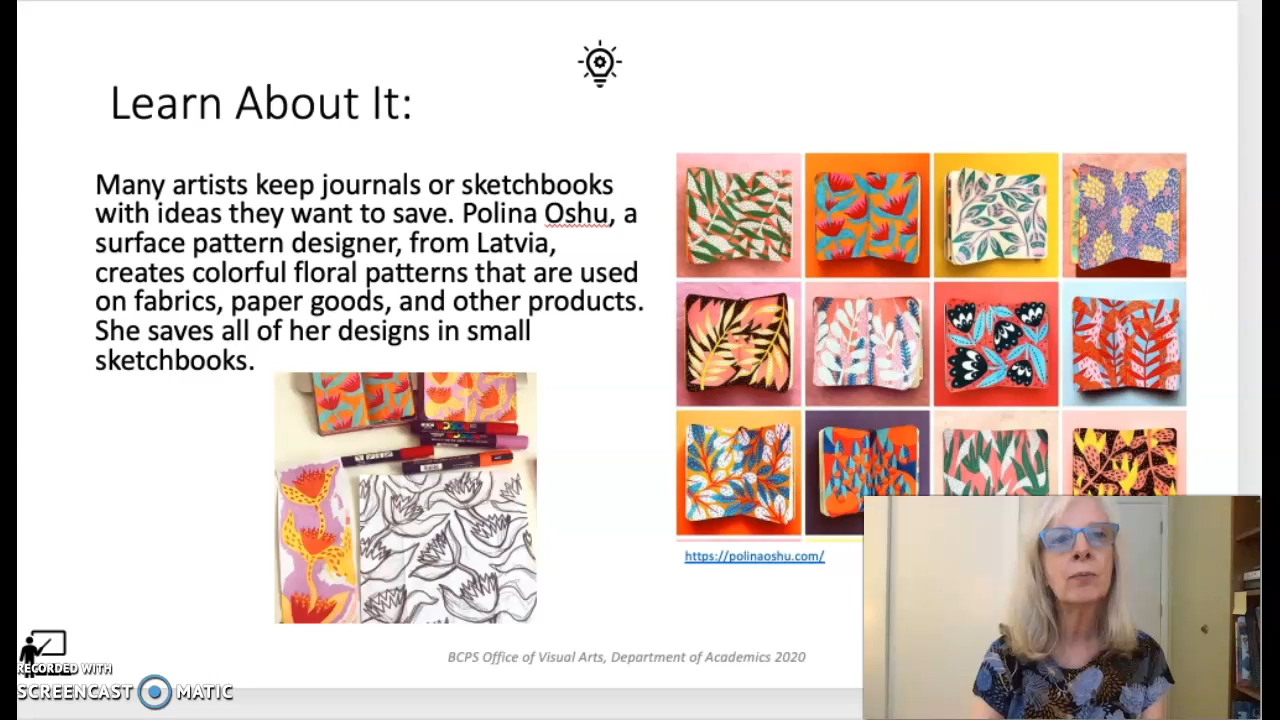 Learn About It:
Many artists keep journals or sketchbooks
with ideas they want to save. Polina Oshu, a
surface pattern designer, from Latvia,
creates colorful floral patterns that are used
on fabrics, paper goods, and other products.
She saves all of her designs in small
sketchbooks.
https://polinaoshu.com/
BCPS Office of Visual Arts, Department of Academics 2020
RECORDED WITH
SCREENCAST MATIC